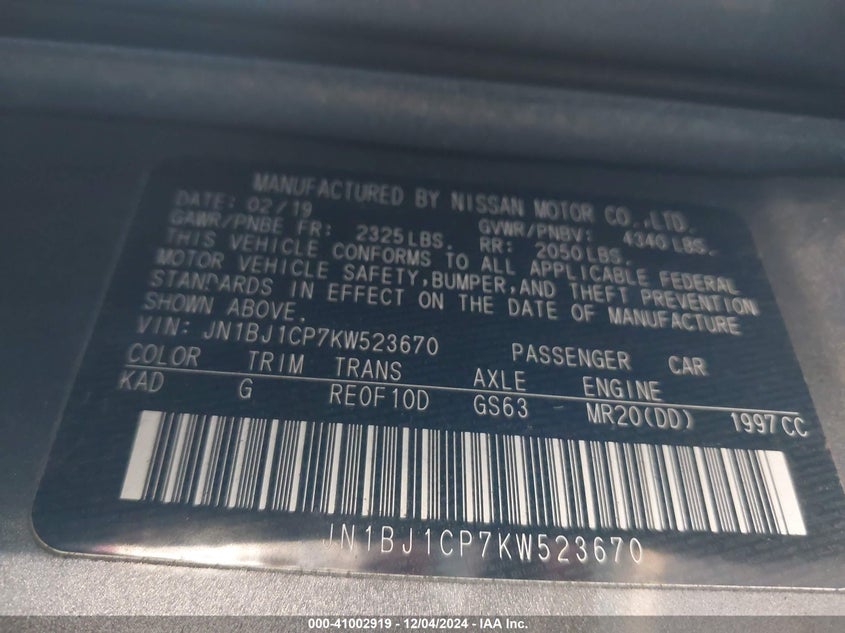 MANUFACTURED BY NISSAN MOTOR CO.,LTD.
DATE: 02/19 GVWR/PNBV: 4340 LBS.
GAWR/PNBE FR: 2325LBS. RR: 2050LBS.
THIS VEHICLE CONFORMS TO ALL APPLICABLE FEDERAL
MOTOR VEHICLE SAFETY,BUMPER,AND THEFT PREVENTION
STANDARDS IN EFFECT ON THE DATE OF MANUFACTURE
SHOWN ABOVE.
VIN: JN1BJ1CP7KW523670 PASSENGER CAR
COLOR TRIM TRANS AXLE ENGINE
KAD G RE0F10D GS63 MR20(DD) 1997CC
JN1BJ1CP7KW523670
000-41002919 - 12/04/2024 - IAA Inc.